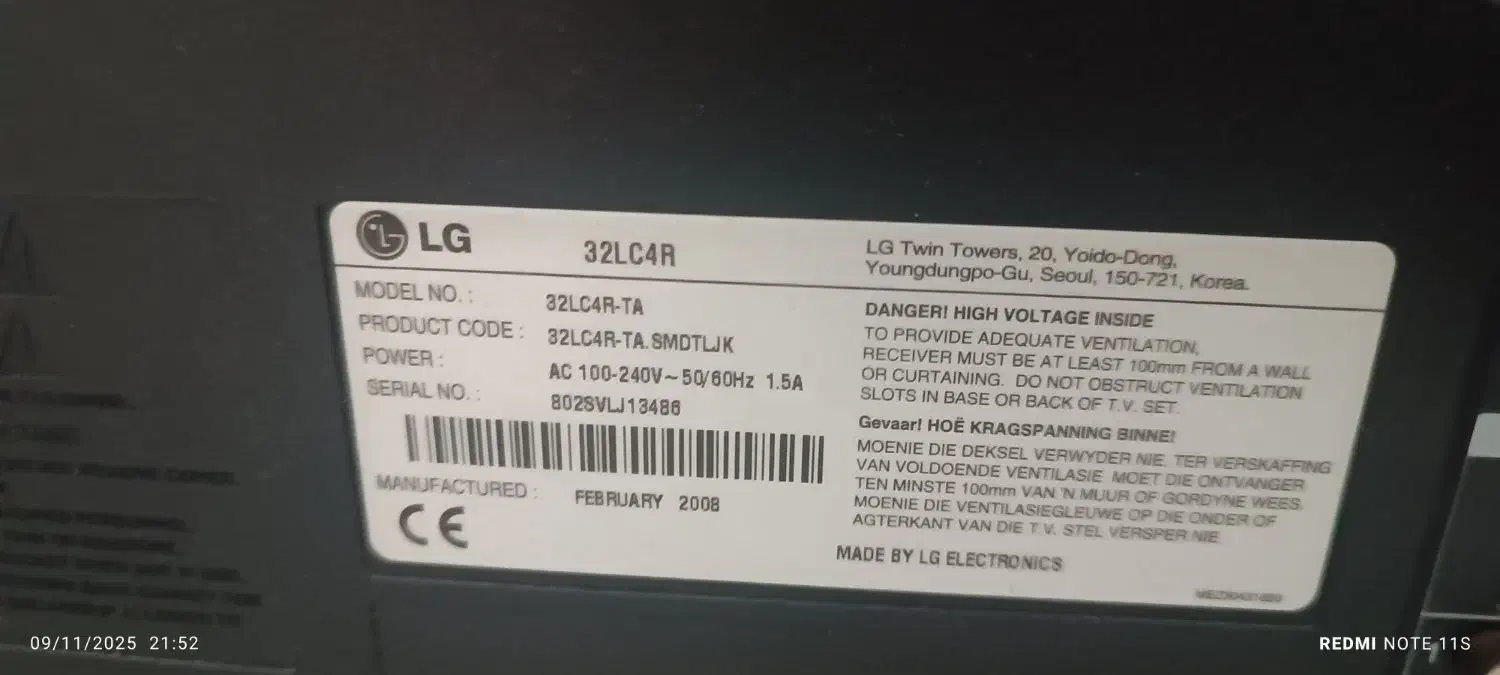 LG
32LC4R
LG Twin Towers, 20, Yoido-Dong,
Youngdungpo-Gu, Seoul, 150-721, Korea.
MODEL NO. : 32LC4R-TA
PRODUCT CODE : 32LC4R-TA.SMDTLJK
POWER : AC 100-240V~50/60Hz 1.5A
SERIAL NO. : 802SVLJ13486
MANUFACTURED : FEBRUARY 2008
CE
DANGER! HIGH VOLTAGE INSIDE
TO PROVIDE ADEQUATE VENTILATION,
RECEIVER MUST BE AT LEAST 100mm FROM A WALL
OR CURTAINING. DO NOT OBSTRUCT VENTILATION
SLOTS IN BASE OR BACK OF T.V. SET.
Gevaar! HOË KRAGSPANNING BINNE!
MOENIE DIE DEKSEL VERWYDER NIE. TER VERSKAFFING
VAN VOLDOENDE VENTILASIE MOET DIE ONTVANGER
TEN MINSTE 100mm VAN 'N MUUR OF GORDYNE WEES.
MOENIE DIE VENTILASIEGLEUWE OP DIE ONDER OF
AGTERKANT VAN DIE T.V. STEL VERSPER NIE.
MADE BY LG ELECTRONICS
09/11/2025 21:52
REDMI NOTE 11S